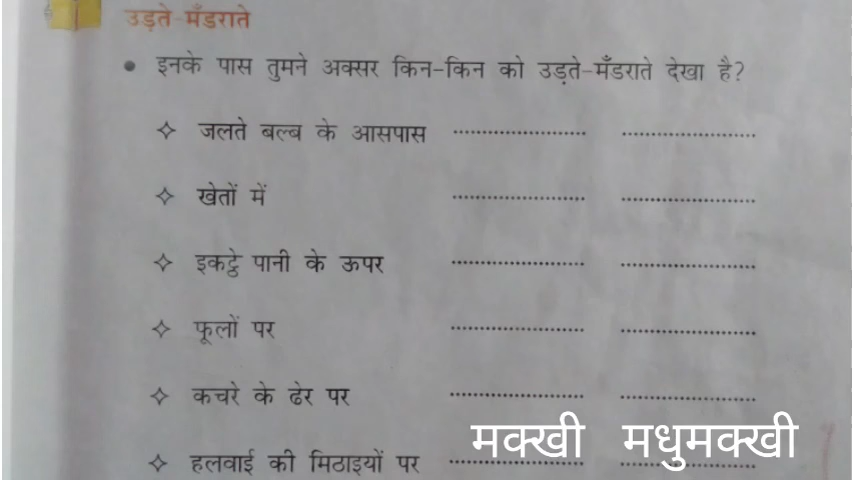 उड़ते-मँडराते
• इनके पास तुमने अक्सर किन-किन को उड़ते-मँडराते देखा है?
✧ जलते बल्ब के आसपास .......................... ..........................
✧ खेतों में .......................... ..........................
✧ इकट्ठे पानी के ऊपर .......................... ..........................
✧ फूलों पर .......................... ..........................
✧ कचरे के ढेर पर .......................... ..........................
मक्खी मधुमक्खी
✧ हलवाई की मिठाइयों पर .......................... ..........................